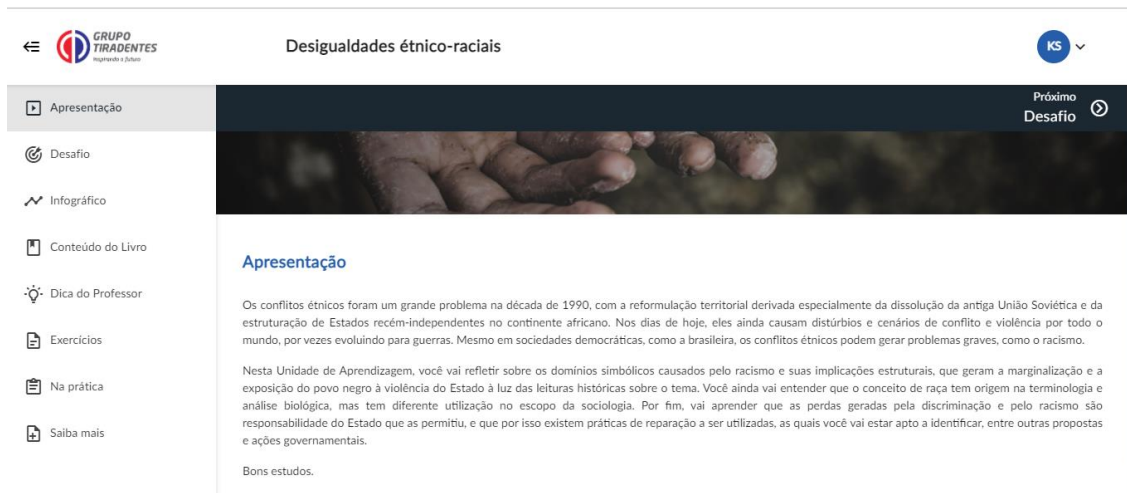 GRUPO
TIRADENTES
Inspirando o futuro
Desigualdades étnico-raciais
KS
Apresentação
Desafio
Infográfico
Conteúdo do Livro
Dica do Professor
Exercícios
Na prática
Saiba mais
Próximo
Desafio
Apresentação
Os conflitos étnicos foram um grande problema na década de 1990, com a reformulação territorial derivada especialmente da dissolução da antiga União Soviética e da
estruturação de Estados recém-independentes no continente africano. Nos dias de hoje, eles ainda causam distúrbios e cenários de conflito e violência por todo o
mundo, por vezes evoluindo para guerras. Mesmo em sociedades democráticas, como a brasileira, os conflitos étnicos podem gerar problemas graves, como o racismo.
Nesta Unidade de Aprendizagem, você vai refletir sobre os domínios simbólicos causados pelo racismo e suas implicações estruturais, que geram a marginalização e a
exposição do povo negro à violência do Estado à luz das leituras históricas sobre o tema. Você ainda vai entender que o conceito de raça tem origem na terminologia e
análise biológica, mas tem diferente utilização no escopo da sociologia. Por fim, vai aprender que as perdas geradas pela discriminação e pelo racismo são
responsabilidade do Estado que as permitiu, e que por isso existem práticas de reparação a ser utilizadas, as quais você vai estar apto a identificar, entre outras propostas
e ações governamentais.
Bons estudos.